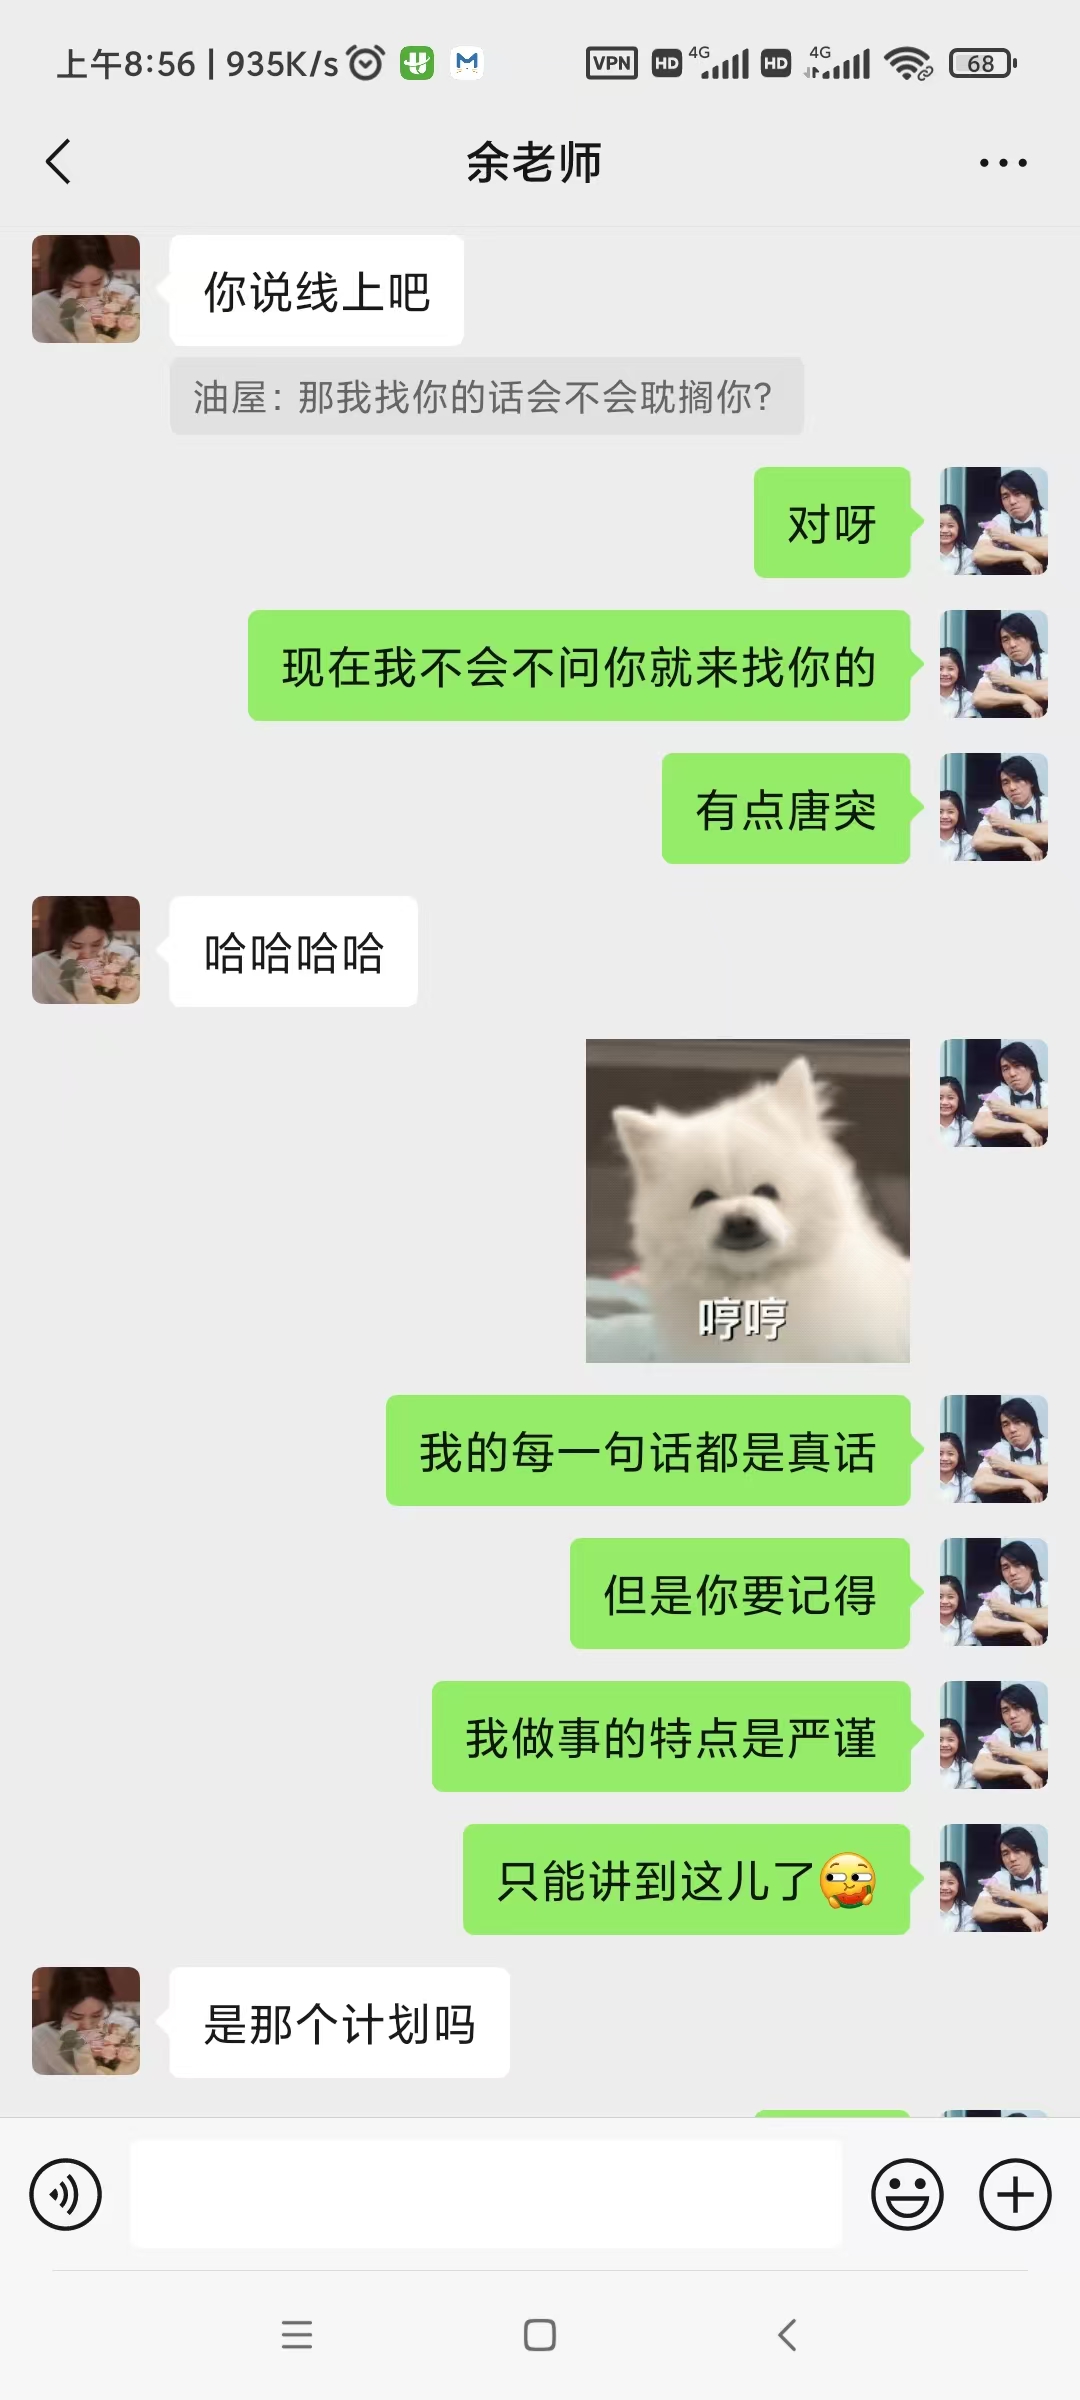 上午8:56 | 935K/s
VPN HD 4G HD 4G 68
余老师
你说线上吧
油屋：那我找你的话会不会耽搁你？
对呀
现在我不会不问你就来找你的
有点唐突
哈哈哈哈
哼哼
我的每一句话都是真话
但是你要记得
我做事的特点是严谨
只能讲到这儿了
是那个计划吗